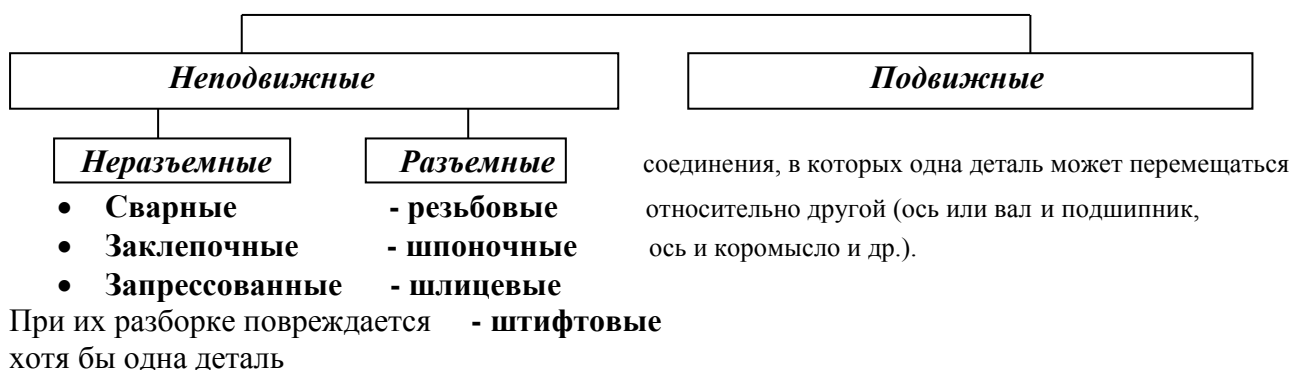 Неподвижные Подвижные
Неразъемные Разъемные соединения, в которых одна деталь может перемещаться
• Сварные - резьбовые относительно другой (ось или вал и подшипник,
• Заклепочные - шпоночные ось и коромысло и др.).
• Запрессованные - шлицевые
При их разборке повреждается - штифтовые
хотя бы одна деталь